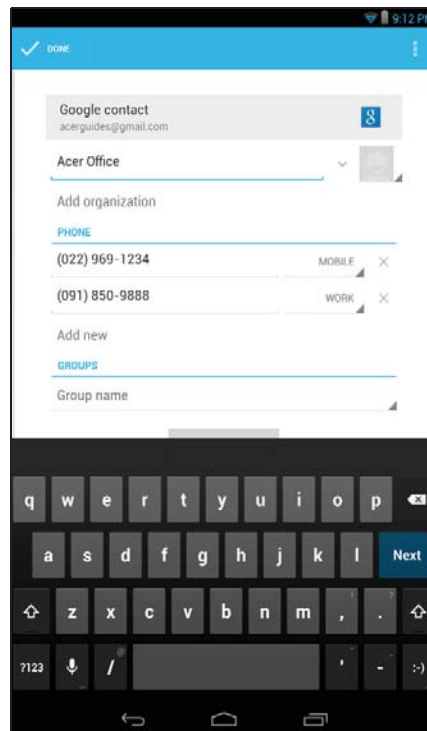 9:12 PM
DONE
Google contact
acerguides@gmail.com
8
Acer Office
Add organization
PHONE
(022) 969-1234 MOBILE
(091) 850-9888 WORK
Add new
GROUPS
Group name
q w e r t y u i o p
a s d f g h j k l Next
z x c v b n m , ! . ?
?123 / @ ' - :-)